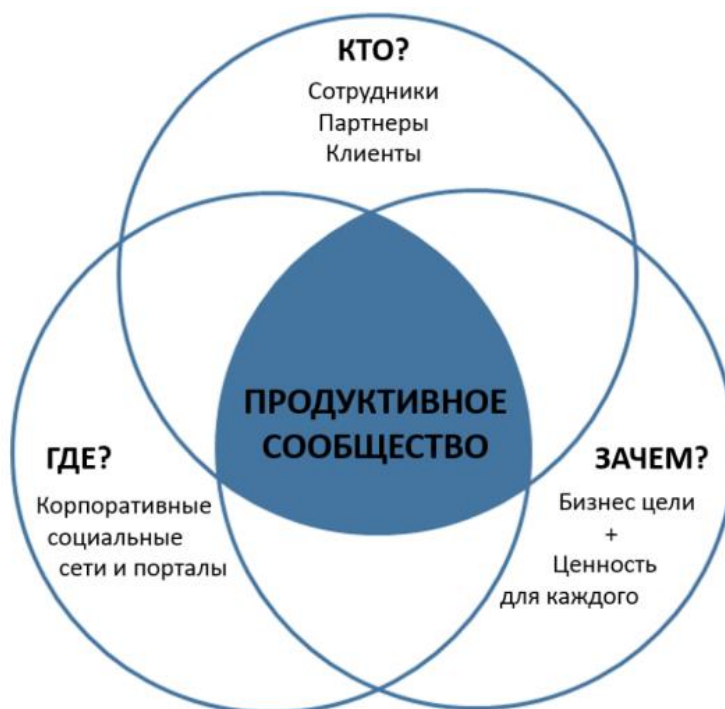 КТО?
Сотрудники
Партнеры
Клиенты
ПРОДУКТИВНОЕ
СООБЩЕСТВО
ГДЕ?
Корпоративные
социальные
сети и порталы
ЗАЧЕМ?
Бизнес цели
+
Ценность
для каждого